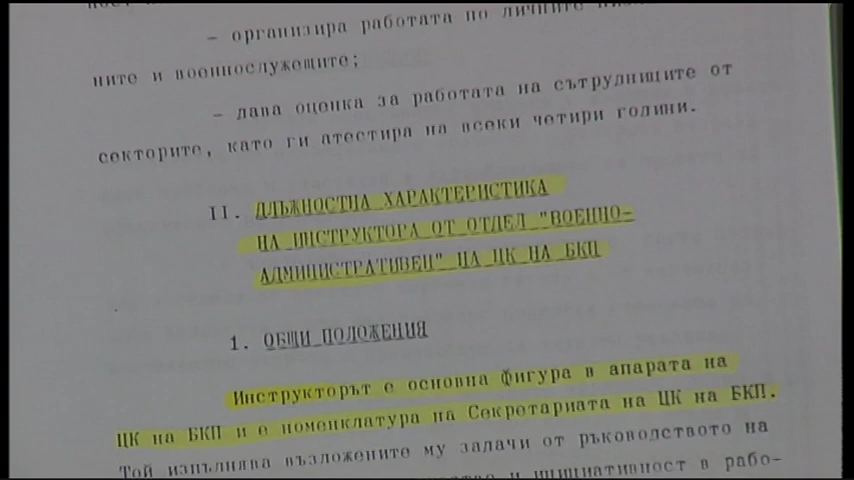 – организира работата по личните
ните и военнослужещите;
– дава оценка за работата на сътрудниците от
секторите, като ги атестира на всеки четири години.
II. ДЛЪЖНОСТНА ХАРАКТЕРИСТИКА
НА ИНСТРУКТОРА ОТ ОТДЕЛ "ВОЕННО-
АДМИНИСТРАТИВЕН" НА ЦК НА БКП
1. ОБЩИ ПОЛОЖЕНИЯ
Инструкторът е основна фигура в апарата на
ЦК на БКП и е номенклатура на Секретариата на ЦК на БКП.
Той изпълнява възложените му задачи от ръководството на
и инициативност в рабо-